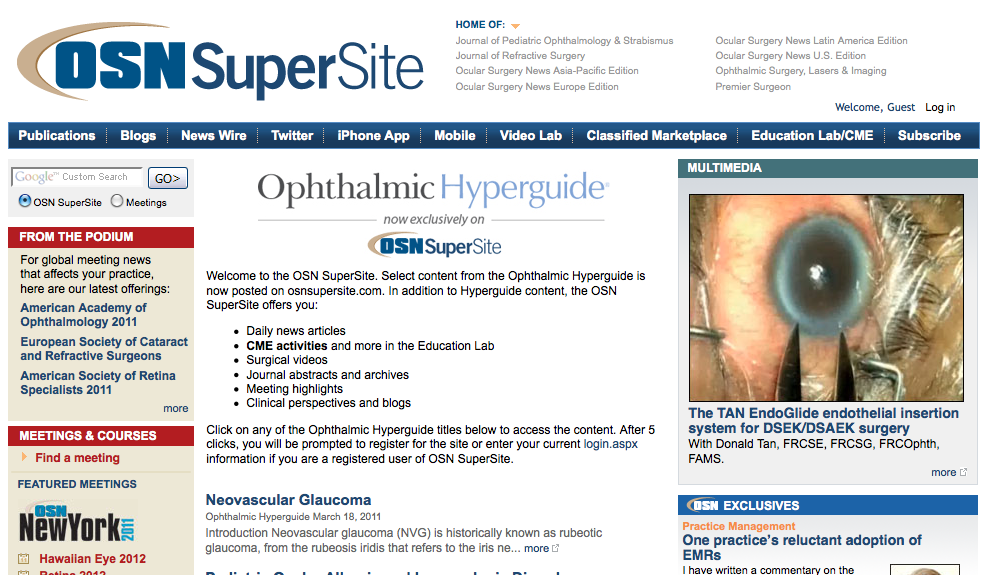 OSN SuperSite
HOME OF:
Journal of Pediatric Ophthalmology & Strabismus
Journal of Refractive Surgery
Ocular Surgery News Asia-Pacific Edition
Ocular Surgery News Europe Edition
Ocular Surgery News Latin America Edition
Ocular Surgery News U.S. Edition
Ophthalmic Surgery, Lasers & Imaging
Premier Surgeon
Welcome, Guest Log in
Publications Blogs News Wire Twitter iPhone App Mobile Video Lab Classified Marketplace Education Lab/CME Subscribe
Google™ Custom Search GO>
OSN SuperSite Meetings
FROM THE PODIUM
For global meeting news
that affects your practice,
here are our latest offerings:
American Academy of
Ophthalmology 2011
European Society of Cataract
and Refractive Surgeons
American Society of Retina
Specialists 2011
more
MEETINGS & COURSES
Find a meeting
FEATURED MEETINGS
OSN
NewYork 2011
Hawaiian Eye 2012
Retina 2012
Ophthalmic Hyperguide®
now exclusively on
OSN SuperSite
Welcome to the OSN SuperSite. Select content from the Ophthalmic Hyperguide is
now posted on osnsupersite.com. In addition to Hyperguide content, the OSN
SuperSite offers you:
• Daily news articles
• CME activities and more in the Education Lab
• Surgical videos
• Journal abstracts and archives
• Meeting highlights
• Clinical perspectives and blogs
Click on any of the Ophthalmic Hyperguide titles below to access the content. After 5
clicks, you will be prompted to register for the site or enter your current login.aspx
information if you are a registered user of OSN SuperSite.
Neovascular Glaucoma
Ophthalmic Hyperguide March 18, 2011
Introduction Neovascular glaucoma (NVG) is historically known as rubeotic
glaucoma, from the rubeosis iridis that refers to the iris ne... more
MULTIMEDIA
The TAN EndoGlide endothelial insertion
system for DSEK/DSAEK surgery
With Donald Tan, FRCSE, FRCSG, FRCOphth,
FAMS.
more
OSN EXCLUSIVES
Practice Management
One practice's reluctant adoption of
EMRs
I have written a commentary on the